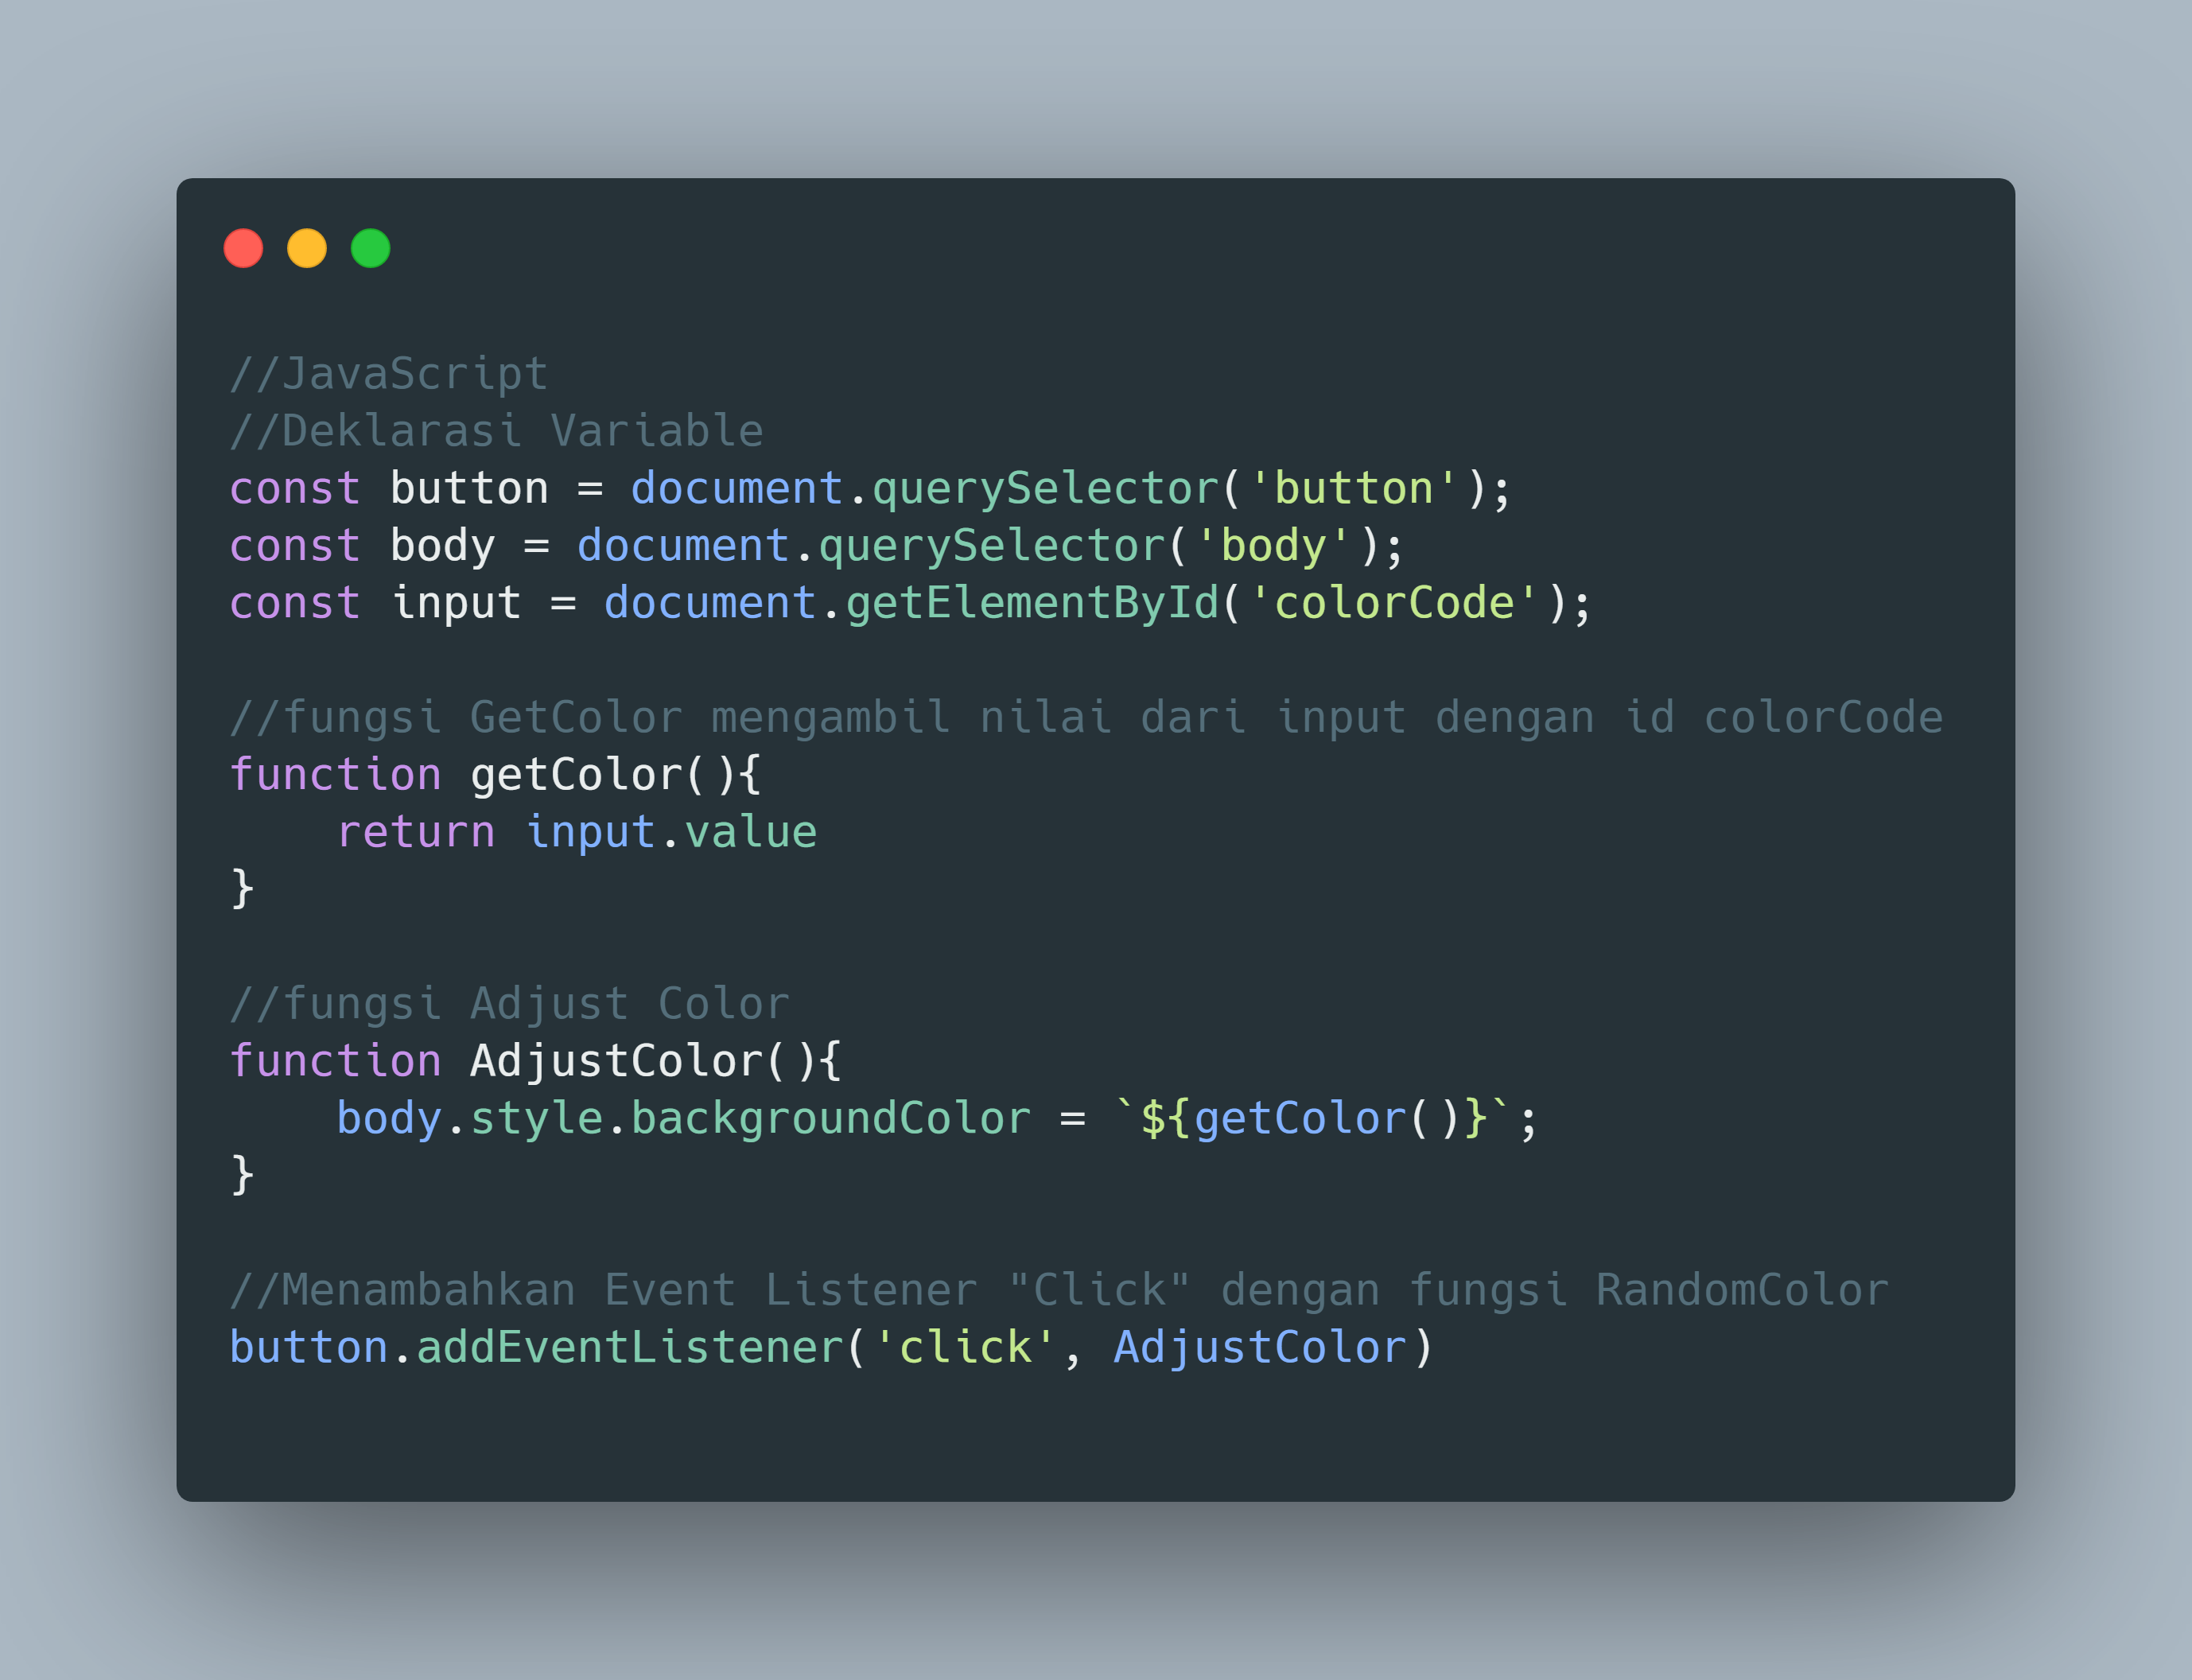 //JavaScript
//Deklarasi Variable
const button = document.querySelector('button');
const body = document.querySelector('body');
const input = document.getElementById('colorCode');
//fungsi GetColor mengambil nilai dari input dengan id colorCode
function getColor(){
    return input.value
}
//fungsi Adjust Color
function AdjustColor(){
    body.style.backgroundColor = `${getColor()}`;
}
//Menambahkan Event Listener "Click" dengan fungsi RandomColor
button.addEventListener('click', AdjustColor)